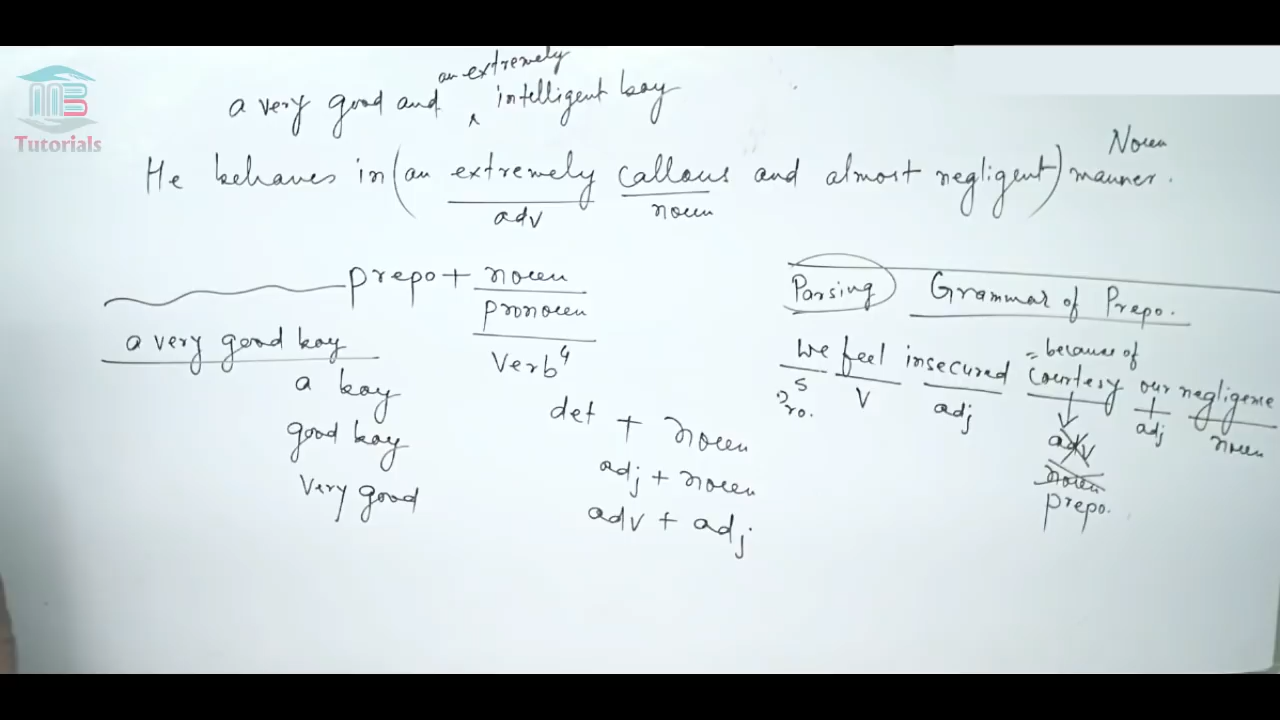 MB
Tutorials
an extremely
a very good and ^ intelligent boy
Noun
He behaves in (an extremely callous and almost negligent) manner.
adv noun
prepo + noun
pronoun
Verb4
a very good boy
a boy
good boy
very good
det + noun
adj + noun
adv + adj
Parsing Grammar of Prepo.
= because of
We feel insecured courtesy our negligence
S V adj adj noun
Pro.
adv
noun
prepo.